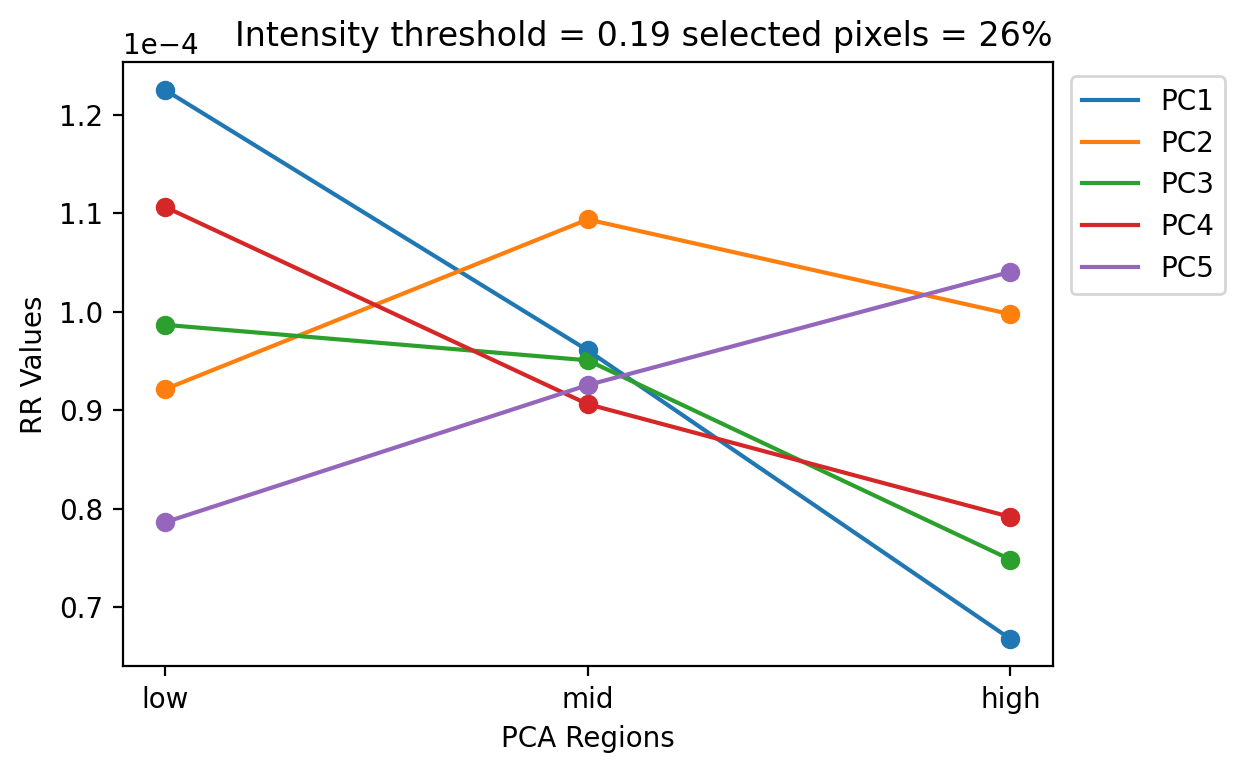 1e−4
Intensity threshold = 0.19 selected pixels = 26%
1.2
1.1
1.0
0.9
0.8
0.7
RR Values
low
mid
high
PCA Regions
PC1
PC2
PC3
PC4
PC5